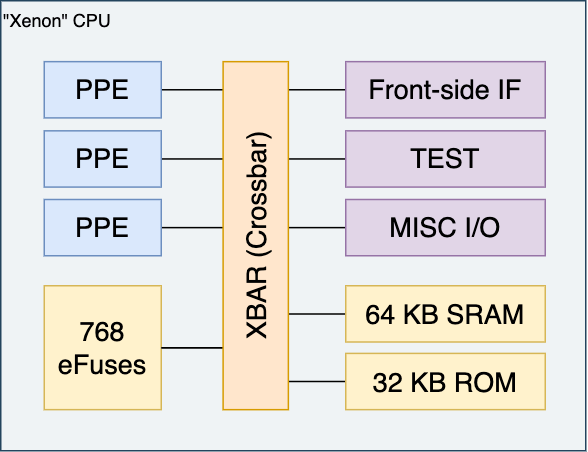 "Xenon" CPU
PPE
PPE
PPE
768
eFuses
XBAR (Crossbar)
Front-side IF
TEST
MISC I/O
64 KB SRAM
32 KB ROM